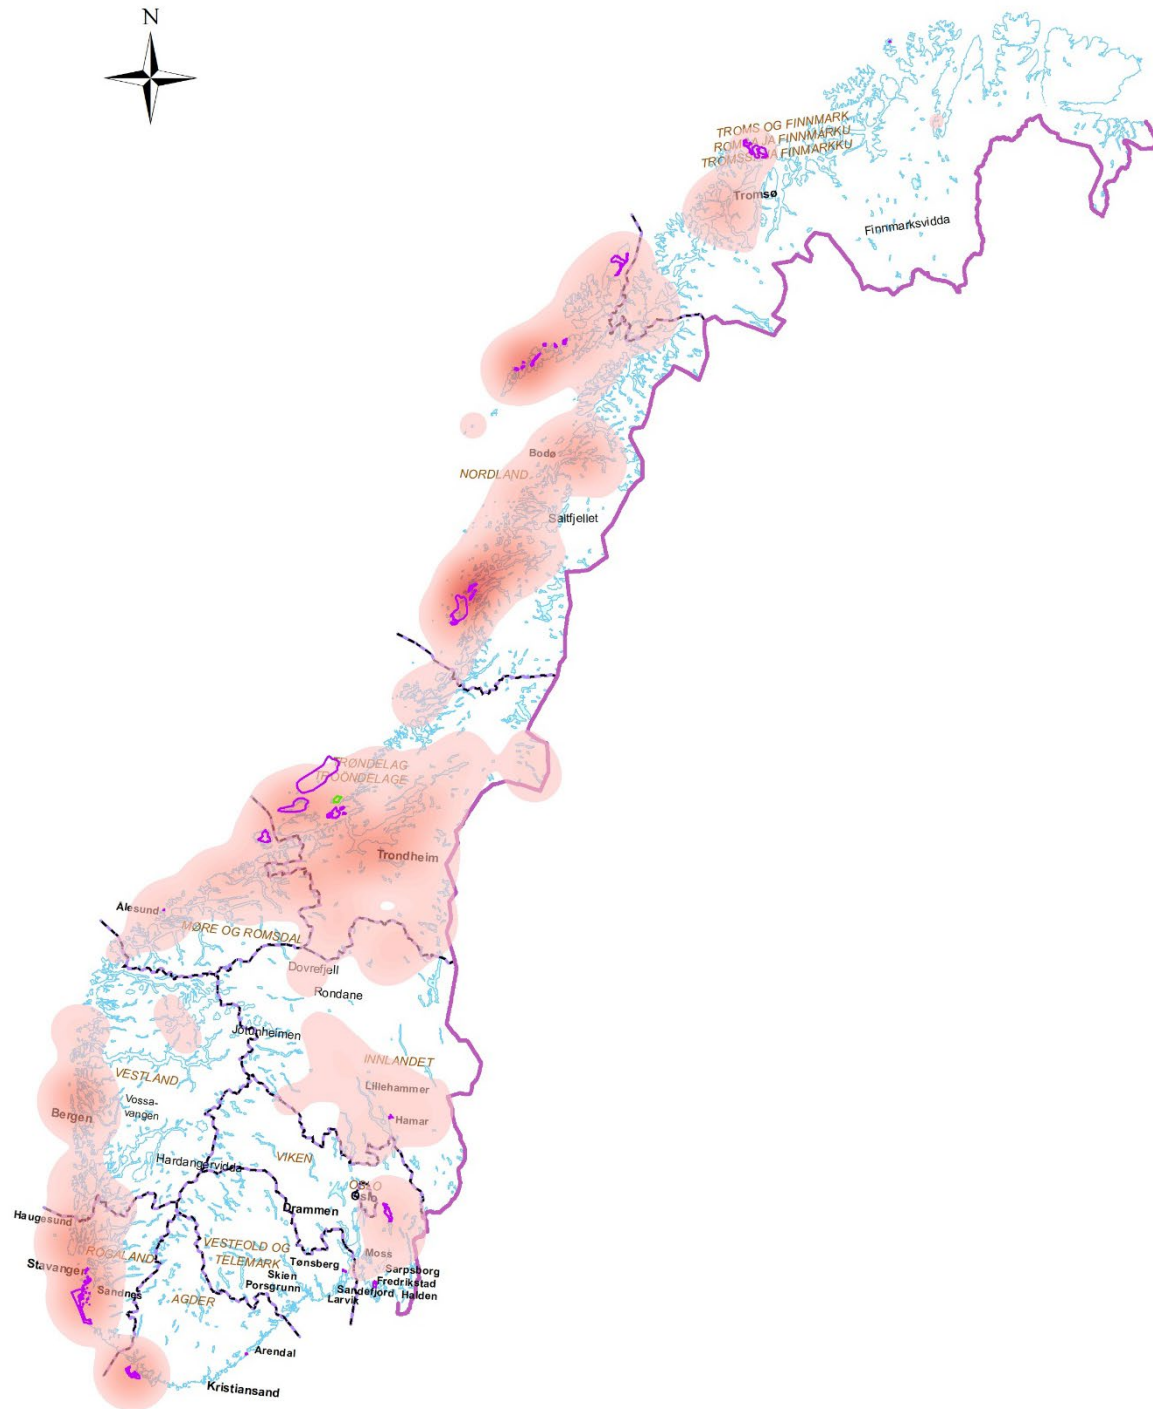 N
TROMS OG FINNMARK
ROMSA JA FINNMÁRKU
TROMSSA JA FINMARKKU
Tromsø
Finnmarksvidda
Bodø
NORDLAND
Saltfjellet
TRØNDELAG
TRÖÖNDELAGE
Trondheim
Ålesund
MØRE OG ROMSDAL
Dovrefjell
Rondane
Jotunheimen
INNLANDET
VESTLAND
Lillehammer
Vossa-
vangen
Bergen
Hamar
VIKEN
Hardangervidda
OSLO
Oslo
Drammen
Haugesund
VESTFOLD OG
TELEMARK
ROGALAND
Moss
Stavanger
Tønsberg
Sarpsborg
Skien
Fredrikstad
Porsgrunn
Sandefjord
Halden
Sandnes
Larvik
AGDER
Arendal
Kristiansand